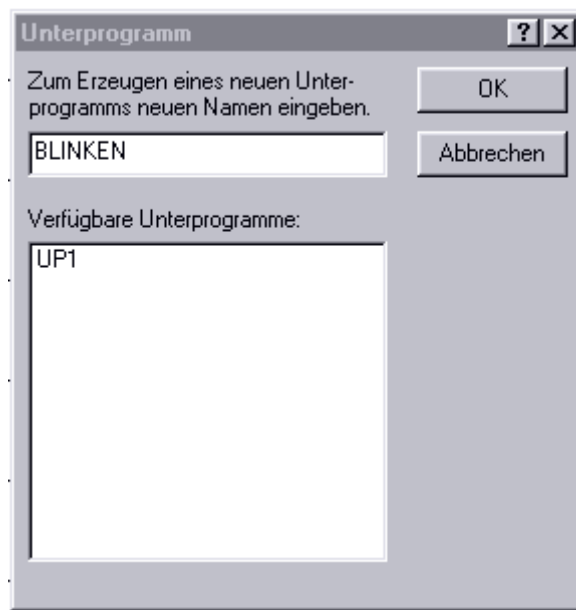 Unterprogramm
? X
Zum Erzeugen eines neuen Unter-
programms neuen Namen eingeben.
OK
BLINKEN
Abbrechen
Verfügbare Unterprogramme:
UP1